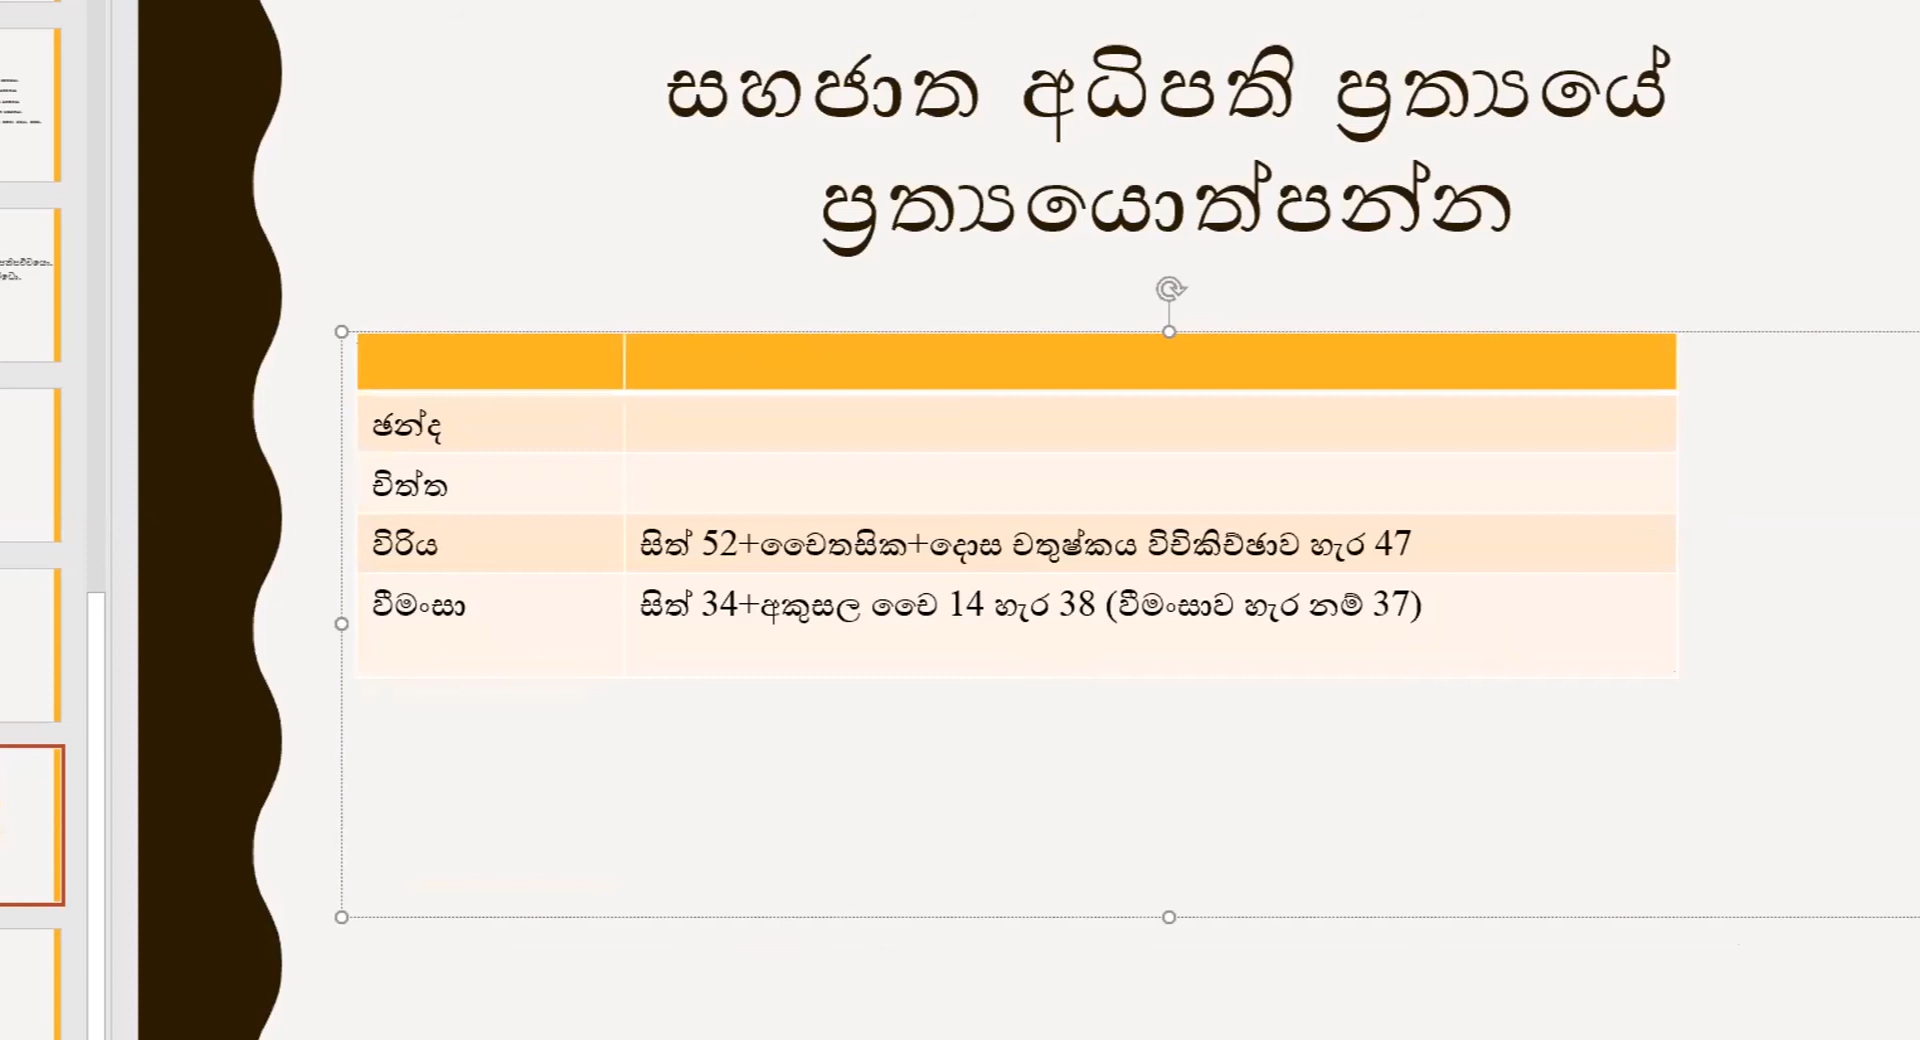 සහජාත අධිපති ප්‍රත්‍යයේ
ප්‍රත්‍යයොත්පන්න
ඡන්ද
චිත්ත
විරිය	සිත් 52+චෛතසික+දොස චතුෂ්කය විචිකිච්ඡාව හැර 47
වීමංසා	සිත් 34+අකුසල චෛ 14 හැර 38 (වීමංසාව හැර නම් 37)